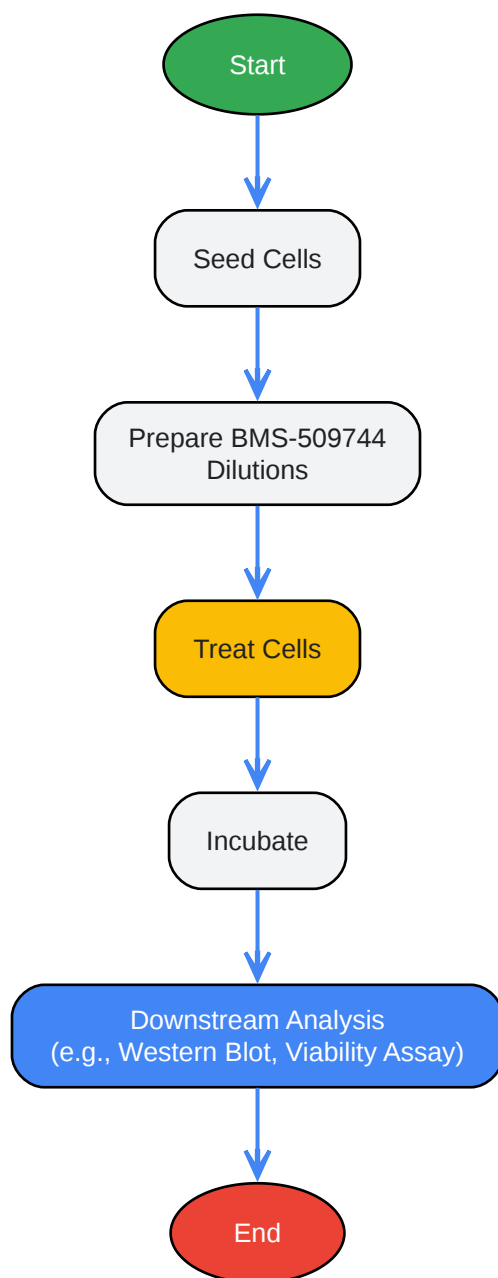 Start
Seed Cells
Prepare BMS-509744
Dilutions
Treat Cells
Incubate
Downstream Analysis
(e.g., Western Blot, Viability Assay)
End